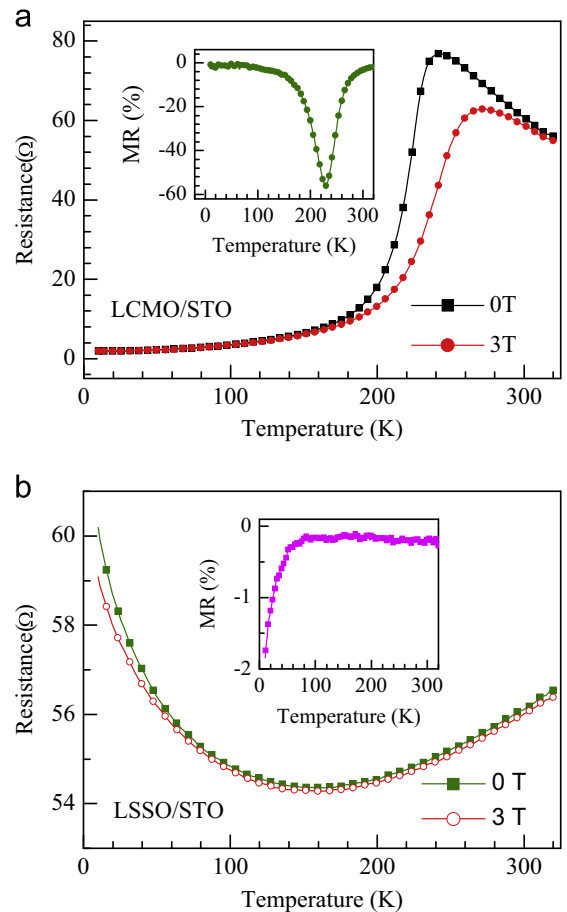 a
80
60
40
20
0
Resistance(Ω)
0
-20
-40
-60
MR (%)
0 100 200 300
Temperature (K)
LCMO/STO
0T
3T
0 100 200 300
Temperature (K)
b
60
58
56
54
Resistance(Ω)
0
-1
-2
MR (%)
0 100 200 300
Temperature (K)
LSSO/STO
0 T
3 T
0 100 200 300
Temperature (K)